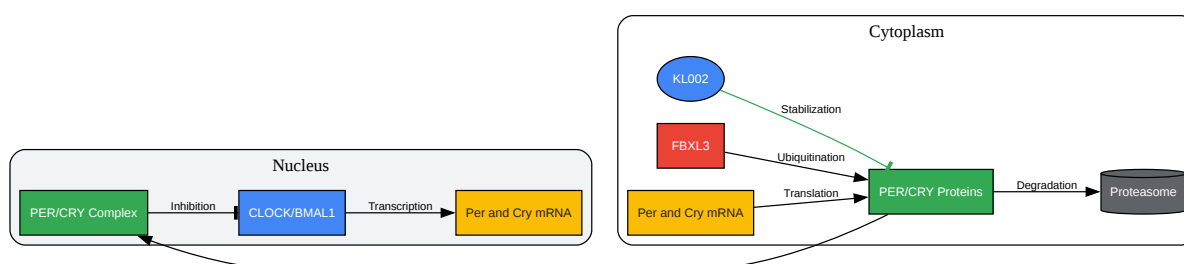 Cytoplasm
KL002
Stabilization
FBXL3
Ubiquitination
Per and Cry mRNA
Translation
PER/CRY Proteins
Degradation
Proteasome
Nucleus
PER/CRY Complex
Inhibition
CLOCK/BMAL1
Transcription
Per and Cry mRNA